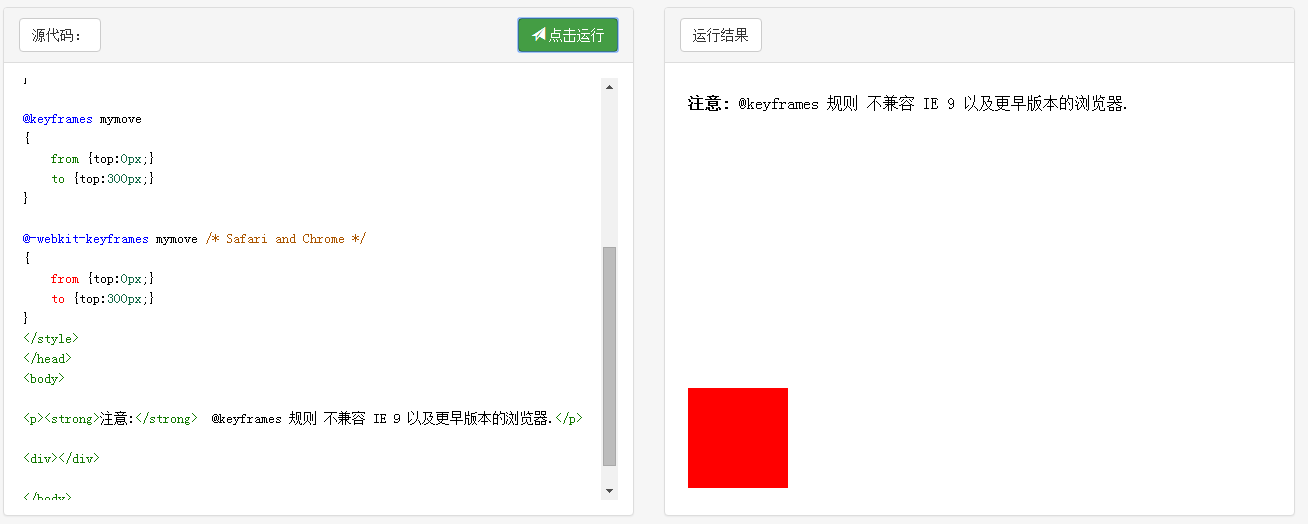 源代码：
点击运行
}
@keyframes mymove
{
from {top:0px;}
to {top:300px;}
}
@-webkit-keyframes mymove /* Safari and Chrome */
{
from {top:0px;}
to {top:300px;}
}
</style>
</head>
<body>
<p><strong>注意:</strong> @keyframes 规则 不兼容 IE 9 以及更早版本的浏览器.</p>
<div></div>
</body>
运行结果
注意: @keyframes 规则 不兼容 IE 9 以及更早版本的浏览器.